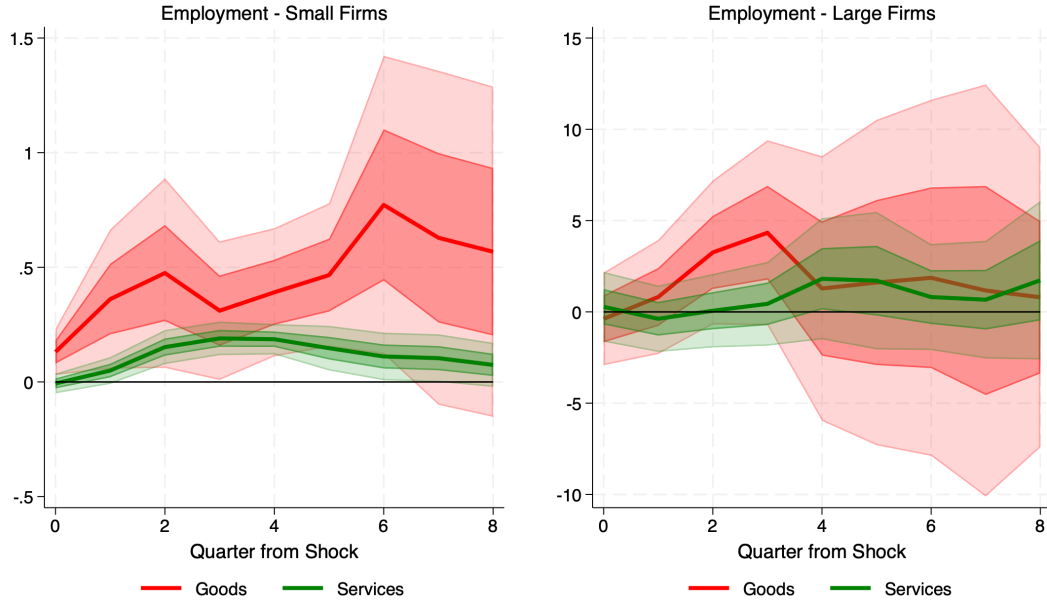 Employment - Small Firms
1.5
1
.5
0
-.5
0 2 4 6 8
Quarter from Shock
Goods Services
Employment - Large Firms
15
10
5
0
-5
-10
0 2 4 6 8
Quarter from Shock
Goods Services